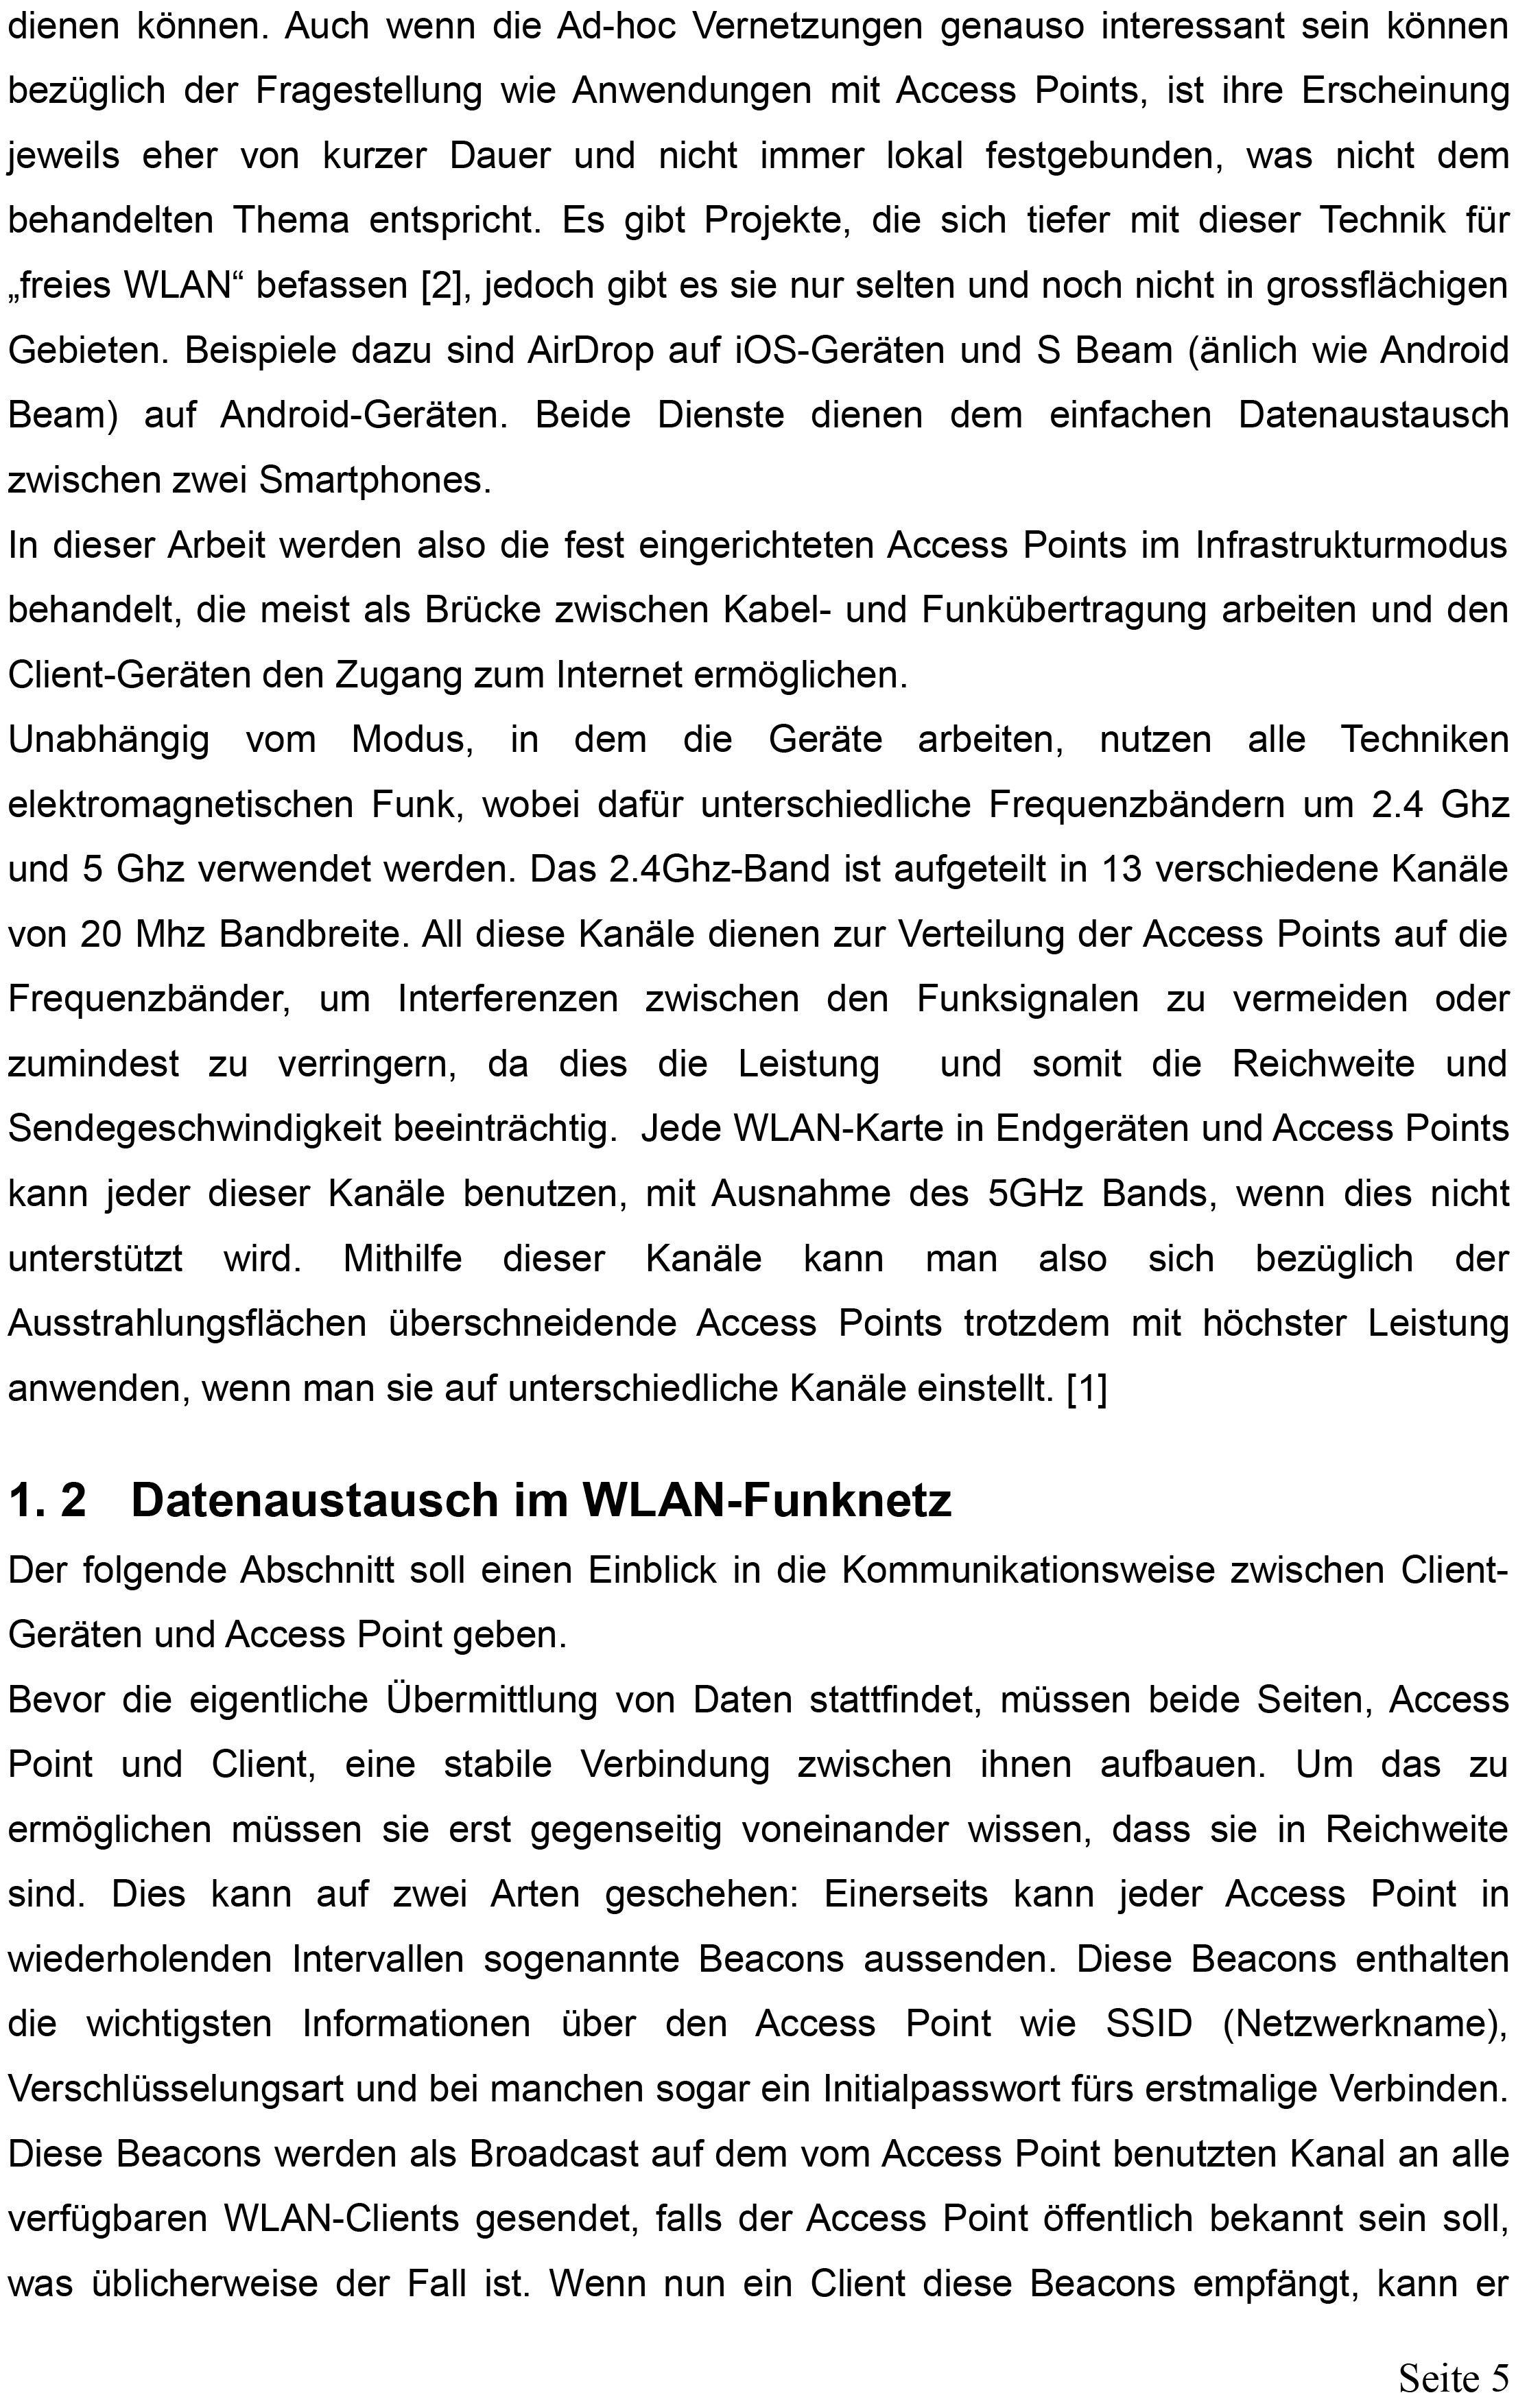 dienen können. Auch wenn die Ad-hoc Vernetzungen genauso interessant sein können
bezüglich der Fragestellung wie Anwendungen mit Access Points, ist ihre Erscheinung
jeweils eher von kurzer Dauer und nicht immer lokal festgebunden, was nicht dem
behandelten Thema entspricht. Es gibt Projekte, die sich tiefer mit dieser Technik für
„freies WLAN“ befassen [2], jedoch gibt es sie nur selten und noch nicht in grossflächigen
Gebieten. Beispiele dazu sind AirDrop auf iOS-Geräten und S Beam (änlich wie Android
Beam) auf Android-Geräten. Beide Dienste dienen dem einfachen Datenaustausch
zwischen zwei Smartphones.
In dieser Arbeit werden also die fest eingerichteten Access Points im Infrastrukturmodus
behandelt, die meist als Brücke zwischen Kabel- und Funkübertragung arbeiten und den
Client-Geräten den Zugang zum Internet ermöglichen.
Unabhängig vom Modus, in dem die Geräte arbeiten, nutzen alle Techniken
elektromagnetischen Funk, wobei dafür unterschiedliche Frequenzbändern um 2.4 Ghz
und 5 Ghz verwendet werden. Das 2.4Ghz-Band ist aufgeteilt in 13 verschiedene Kanäle
von 20 Mhz Bandbreite. All diese Kanäle dienen zur Verteilung der Access Points auf die
Frequenzbänder, um Interferenzen zwischen den Funksignalen zu vermeiden oder
zumindest zu verringern, da dies die Leistung und somit die Reichweite und
Sendegeschwindigkeit beeinträchtig. Jede WLAN-Karte in Endgeräten und Access Points
kann jeder dieser Kanäle benutzen, mit Ausnahme des 5GHz Bands, wenn dies nicht
unterstützt wird. Mithilfe dieser Kanäle kann man also sich bezüglich der
Ausstrahlungsflächen überschneidende Access Points trotzdem mit höchster Leistung
anwenden, wenn man sie auf unterschiedliche Kanäle einstellt. [1]
1. 2 Datenaustausch im WLAN-Funknetz
Der folgende Abschnitt soll einen Einblick in die Kommunikationsweise zwischen Client-
Geräten und Access Point geben.
Bevor die eigentliche Übermittlung von Daten stattfindet, müssen beide Seiten, Access
Point und Client, eine stabile Verbindung zwischen ihnen aufbauen. Um das zu
ermöglichen müssen sie erst gegenseitig voneinander wissen, dass sie in Reichweite
sind. Dies kann auf zwei Arten geschehen: Einerseits kann jeder Access Point in
wiederholenden Intervallen sogenannte Beacons aussenden. Diese Beacons enthalten
die wichtigsten Informationen über den Access Point wie SSID (Netzwerkname),
Verschlüsselungsart und bei manchen sogar ein Initialpasswort fürs erstmalige Verbinden.
Diese Beacons werden als Broadcast auf dem vom Access Point benutzten Kanal an alle
verfügbaren WLAN-Clients gesendet, falls der Access Point öffentlich bekannt sein soll,
was üblicherweise der Fall ist. Wenn nun ein Client diese Beacons empfängt, kann er
Seite 5